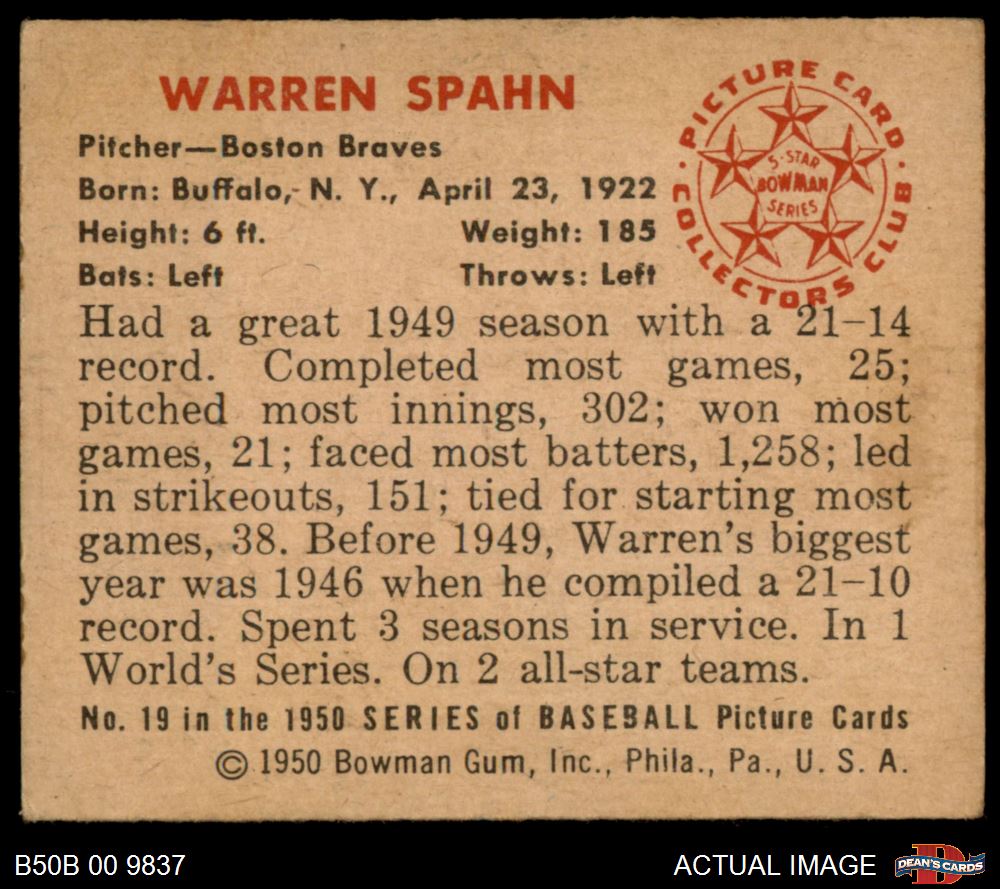 WARREN SPAHN
PICTURE CARD
COLLECTORS CLUB
5-STAR
BOWMAN
SERIES
Pitcher—Boston Braves
Born: Buffalo, N. Y., April 23, 1922
Height: 6 ft. Weight: 185
Bats: Left Throws: Left
Had a great 1949 season with a 21–14
record. Completed most games, 25;
pitched most innings, 302; won most
games, 21; faced most batters, 1,258; led
in strikeouts, 151; tied for starting most
games, 38. Before 1949, Warren's biggest
year was 1946 when he compiled a 21–10
record. Spent 3 seasons in service. In 1
World's Series. On 2 all-star teams.
No. 19 in the 1950 SERIES of BASEBALL Picture Cards
© 1950 Bowman Gum, Inc., Phila., Pa., U. S. A.
B50B 00 9837 ACTUAL IMAGE DEAN'S CARDS